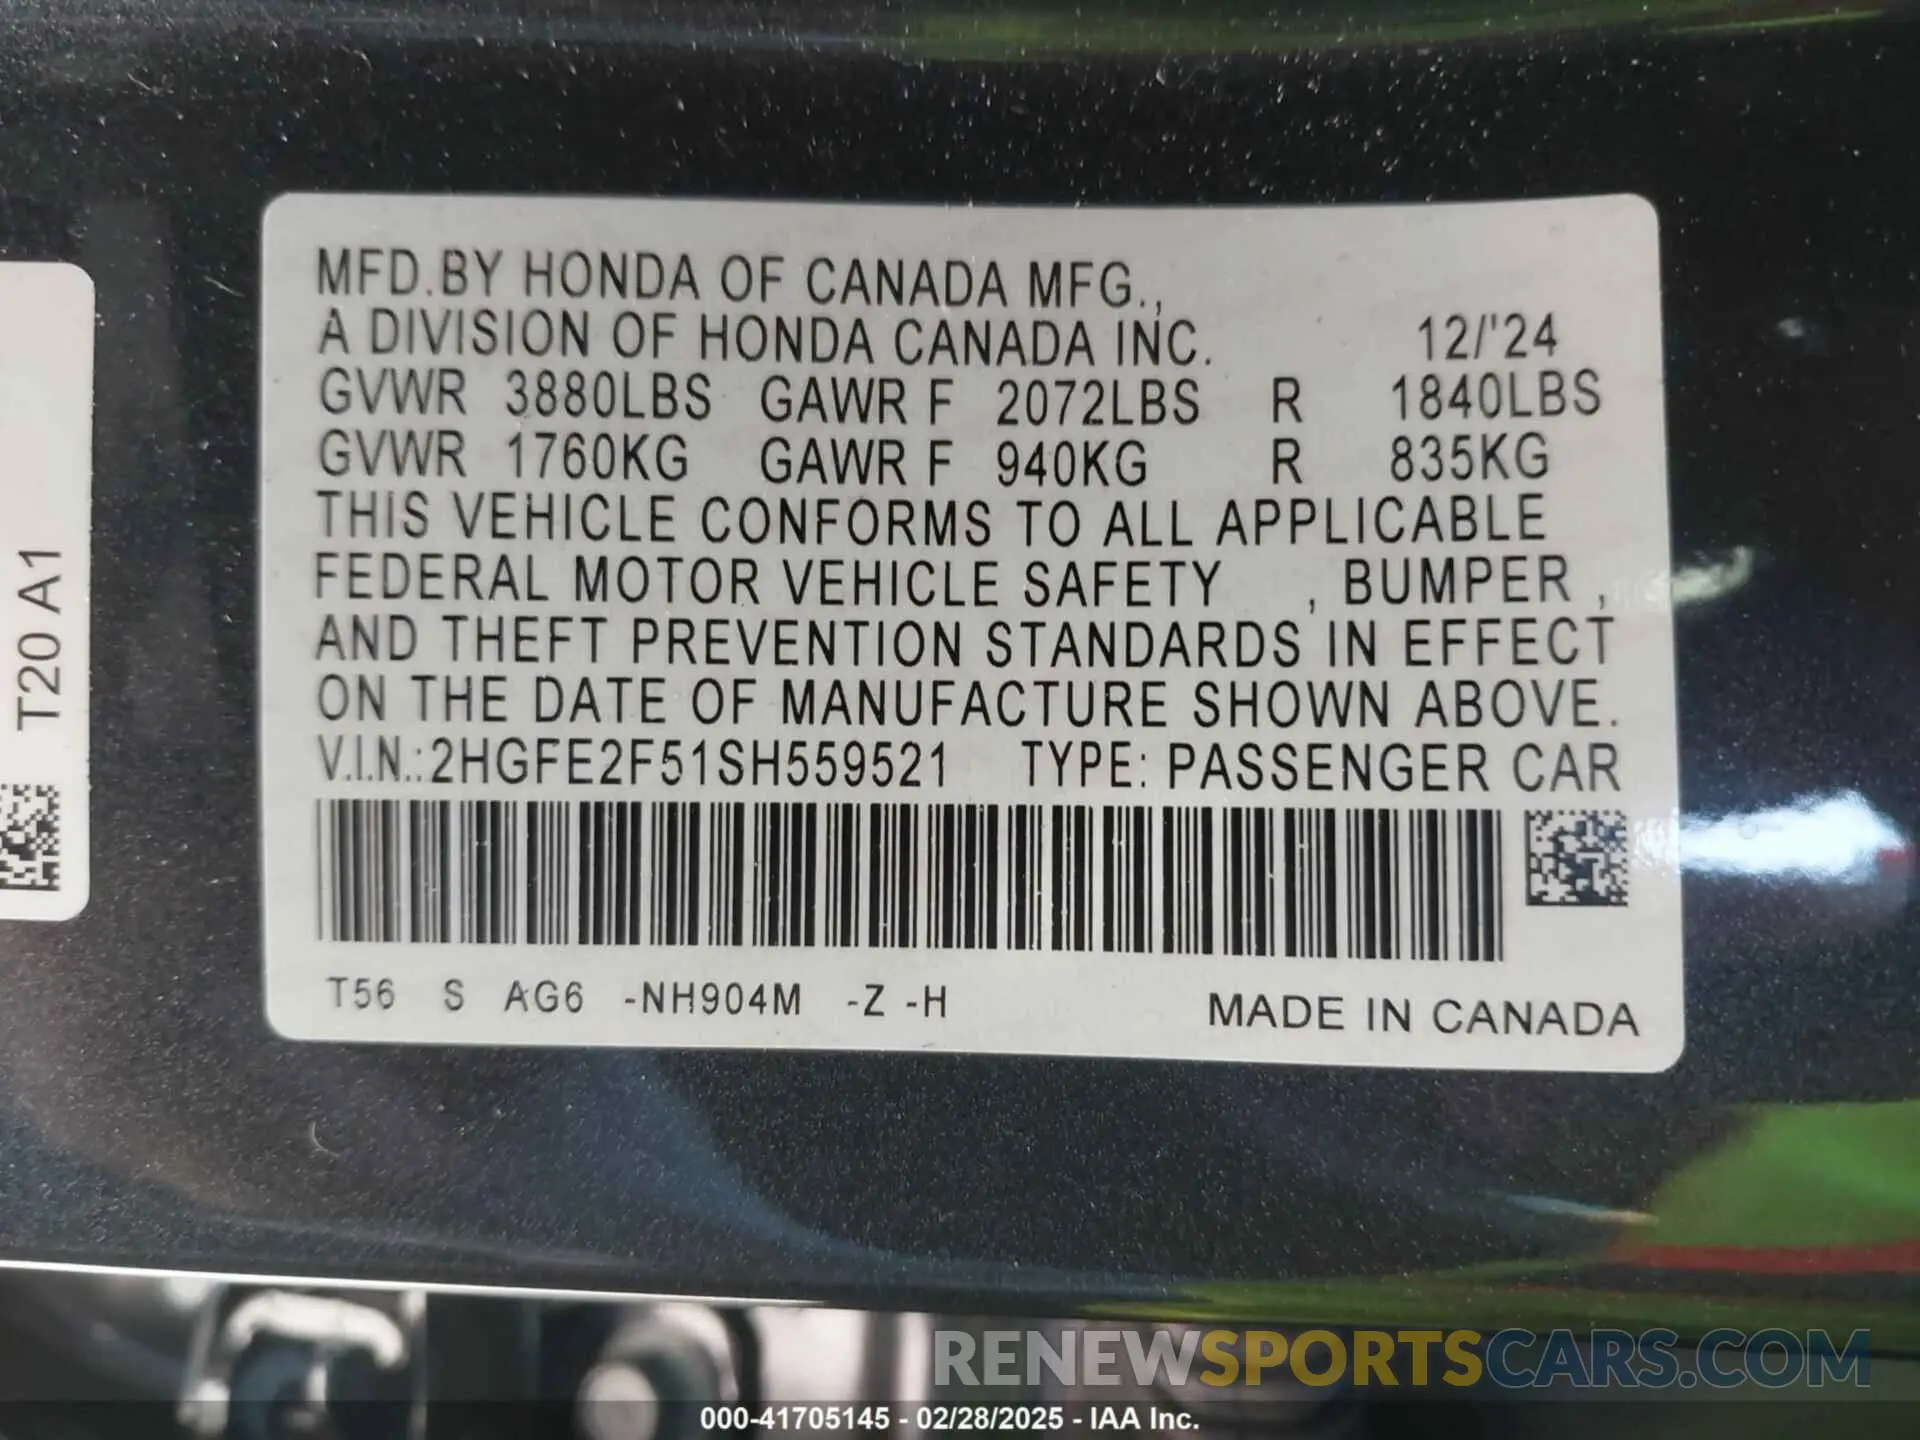 MFD.BY HONDA OF CANADA MFG.,
A DIVISION OF HONDA CANADA INC. 12/'24
GVWR 3880LBS GAWR F 2072LBS R 1840LBS
GVWR 1760KG GAWR F 940KG R 835KG
THIS VEHICLE CONFORMS TO ALL APPLICABLE
FEDERAL MOTOR VEHICLE SAFETY , BUMPER ,
AND THEFT PREVENTION STANDARDS IN EFFECT
ON THE DATE OF MANUFACTURE SHOWN ABOVE.
V.I.N.:2HGFE2F51SH559521 TYPE: PASSENGER CAR
T56 S AG6 -NH904M -Z -H MADE IN CANADA
T20 A1
RENEWSPORTSCARS.COM
000-41705145 - 02/28/2025 - IAA Inc.